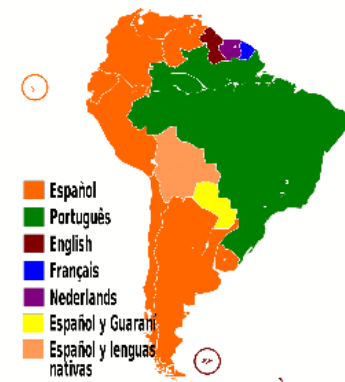 Español
Português
English
Français
Nederlands
Español y Guaraní
Español y lenguas
nativas